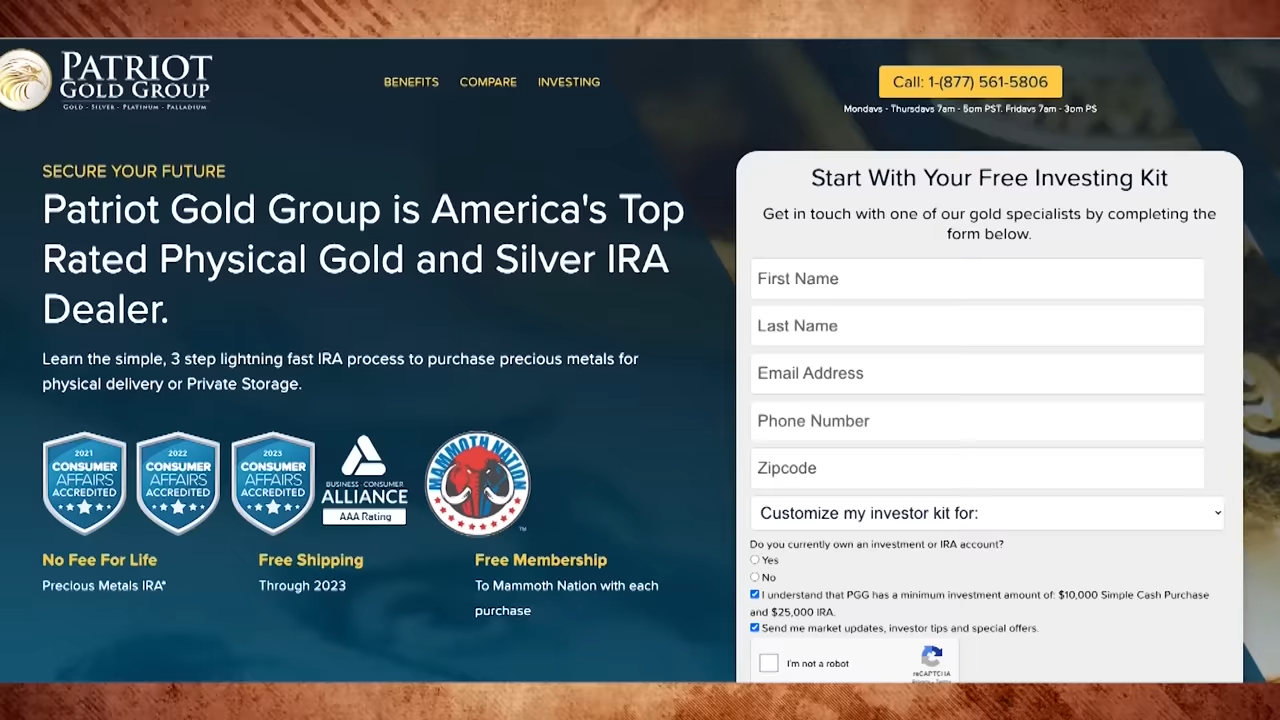 PATRIOT
GOLD GROUP
GOLD - SILVER - PLATINUM - PALLADIUM
BENEFITS
COMPARE
INVESTING
Call: 1-(877) 561-5806
Mondays - Thursdays 7am - 5pm PST. Fridays 7am - 3pm PS
SECURE YOUR FUTURE
Patriot Gold Group is America's Top
Rated Physical Gold and Silver IRA
Dealer.
Learn the simple, 3 step lightning fast IRA process to purchase precious metals for
physical delivery or Private Storage.
2021
CONSUMER
AFFAIRS
ACCREDITED
2022
CONSUMER
AFFAIRS
ACCREDITED
2023
CONSUMER
AFFAIRS
ACCREDITED
BUSINESS · CONSUMER
ALLIANCE
AAA Rating
MAMMOTH NATION
TM
No Fee For Life
Precious Metals IRA*
Free Shipping
Through 2023
Free Membership
To Mammoth Nation with each
purchase
Start With Your Free Investing Kit
Get in touch with one of our gold specialists by completing the
form below.
First Name
Last Name
Email Address
Phone Number
Zipcode
Customize my investor kit for:
Do you currently own an investment or IRA account?
Yes
No
I understand that PGG has a minimum investment amount of: $10,000 Simple Cash Purchase
and $25,000 IRA.
Send me market updates, investor tips and special offers.
I'm not a robot
reCAPTCHA
Privacy - Terms